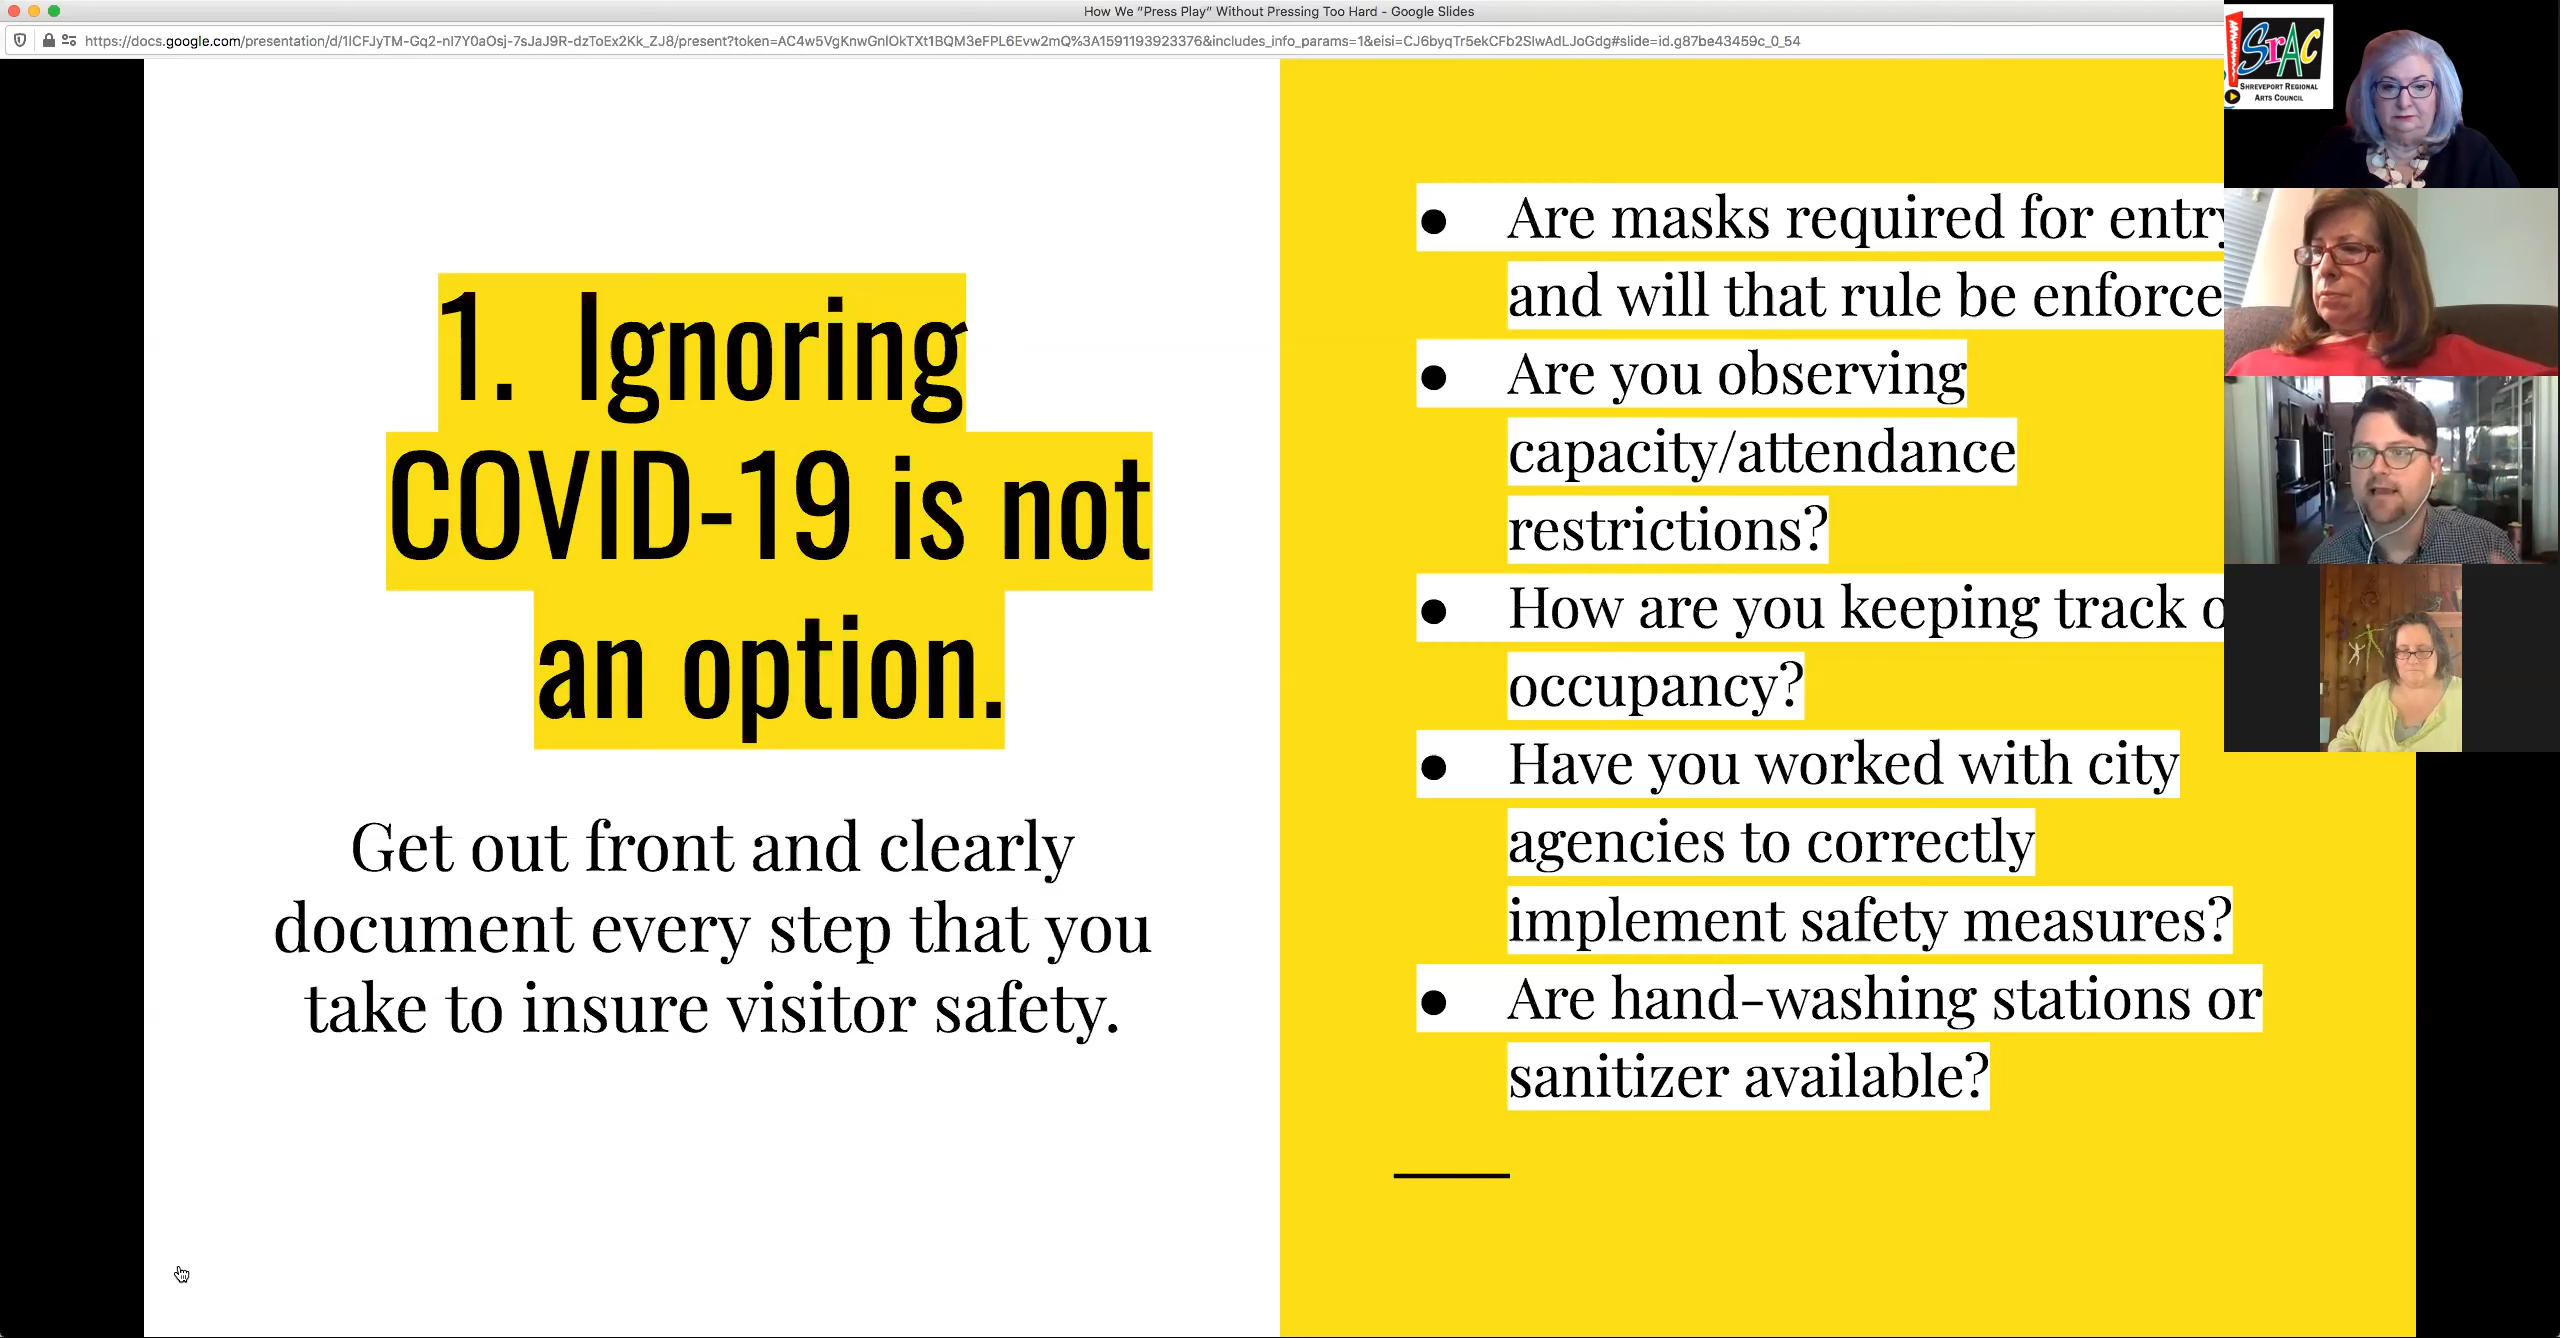 How We "Press Play" Without Pressing Too Hard - Google Slides
https://docs.google.com/presentation/d/1lCFJyTM-Gq2-nl7Y0aOsj-7sJaJ9R-dzToEx2Kk_ZJ8/present?token=AC4w5VgKnwGnlOkTXt1BQM3eFPL6Evw2mQ%3A1591193923376&includes_info_params=1&eisi=CJ6byqTr5ekCFb2SlwAdLJoGdg#slide=id.g87be43459c_0_54
SrAC
SHREVEPORT REGIONAL
ARTS COUNCIL
1. Ignoring
COVID-19 is not
an option.
Get out front and clearly
document every step that you
take to insure visitor safety.
● Are masks required for entry
and will that rule be enforce
● Are you observing
capacity/attendance
restrictions?
● How are you keeping track o
occupancy?
● Have you worked with city
agencies to correctly
implement safety measures?
● Are hand-washing stations or
sanitizer available?